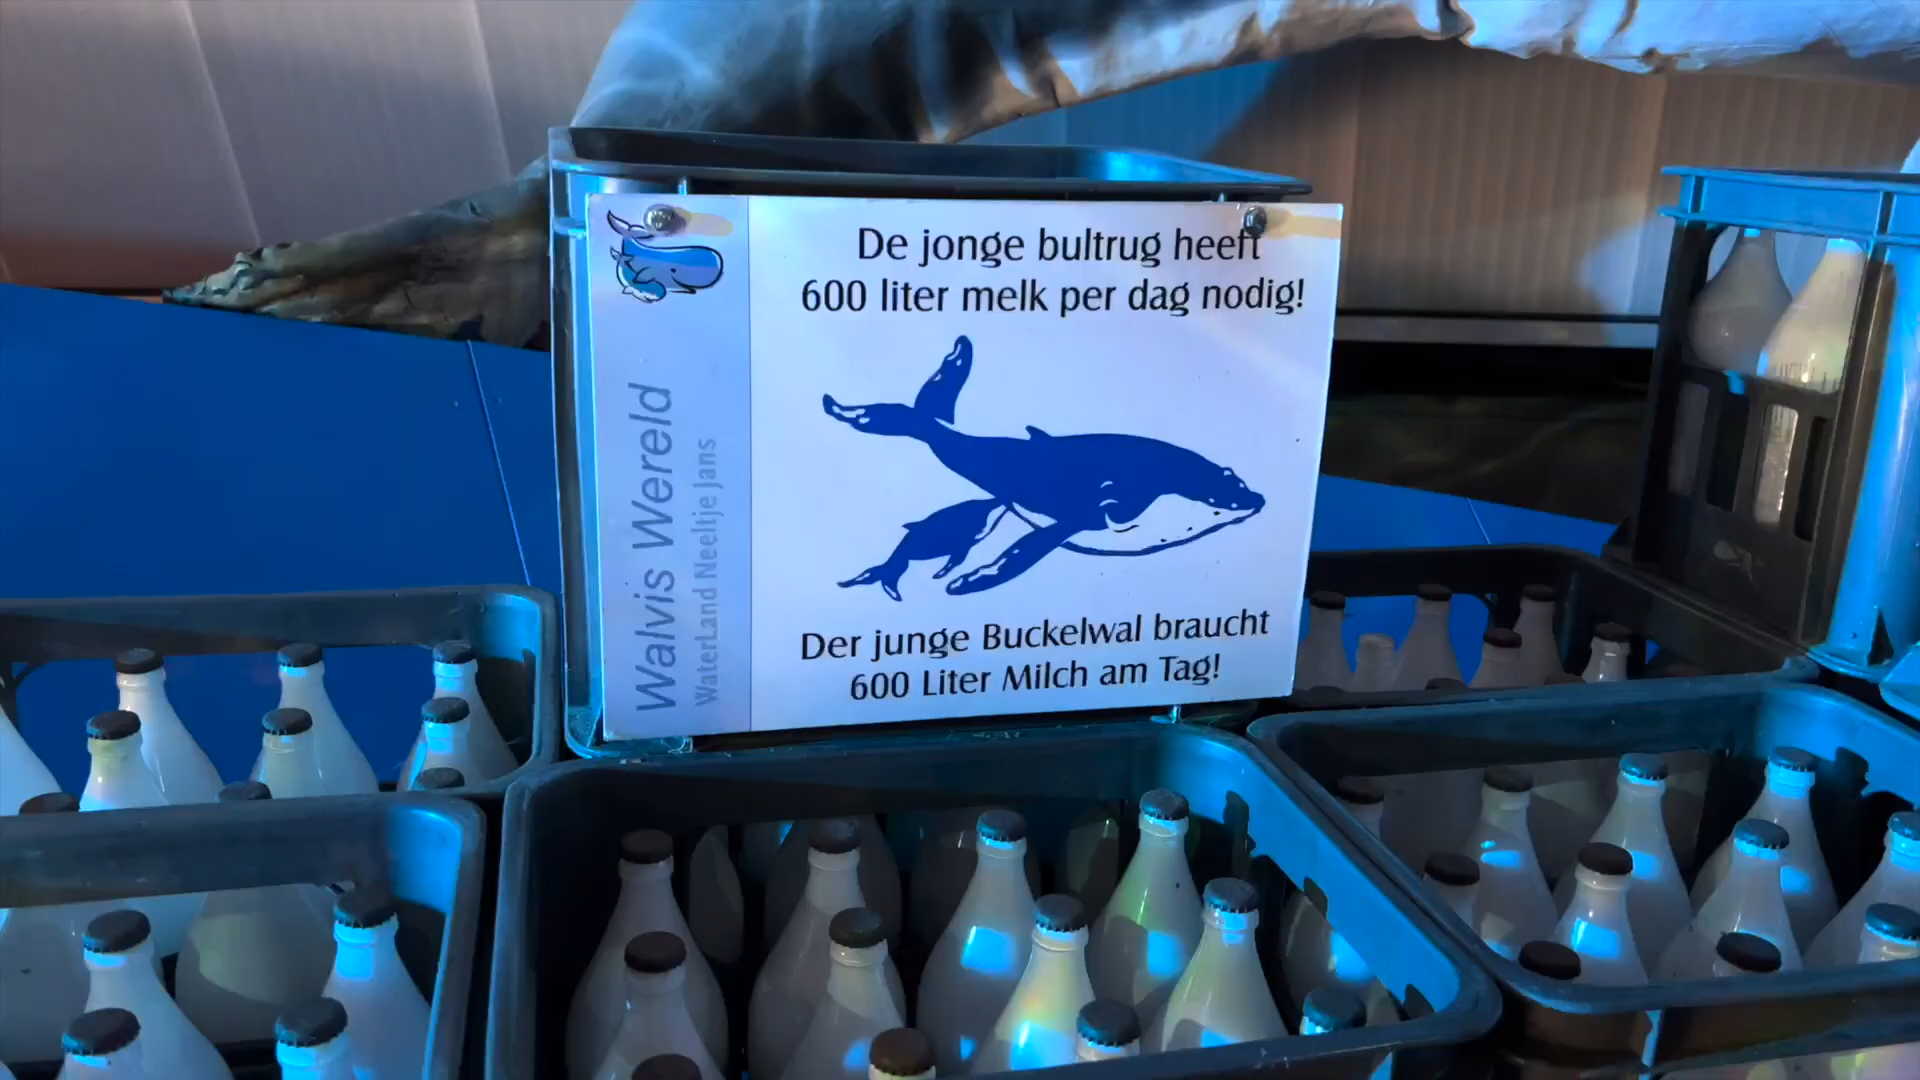 De jonge bultrug heeft
600 liter melk per dag nodig!
Walvis Wereld
WaterLand Neeltje Jans
Der junge Buckelwal braucht
600 Liter Milch am Tag!